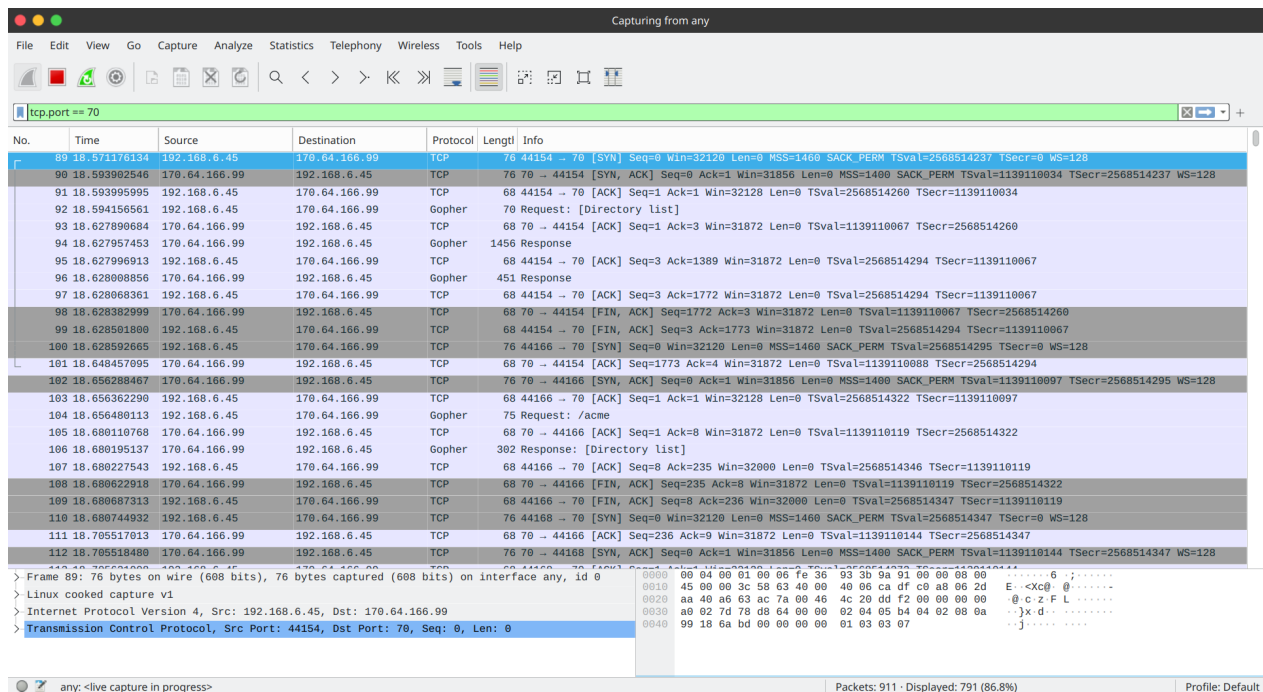 Capturing from any
File Edit View Go Capture Analyze Statistics Telephony Wireless Tools Help
tcp.port == 70
No. Time Source Destination Protocol Lengtl Info
89 18.571176134 192.168.6.45 170.64.166.99 TCP 76 44154 → 70 [SYN] Seq=0 Win=32120 Len=0 MSS=1460 SACK_PERM TSval=2568514237 TSecr=0 WS=128
90 18.593902546 170.64.166.99 192.168.6.45 TCP 76 70 → 44154 [SYN, ACK] Seq=0 Ack=1 Win=31856 Len=0 MSS=1400 SACK_PERM TSval=1139110034 TSecr=2568514237 WS=128
91 18.593995995 192.168.6.45 170.64.166.99 TCP 68 44154 → 70 [ACK] Seq=1 Ack=1 Win=32128 Len=0 TSval=2568514260 TSecr=1139110034
92 18.594156561 192.168.6.45 170.64.166.99 Gopher 70 Request: [Directory list]
93 18.627890684 170.64.166.99 192.168.6.45 TCP 68 70 → 44154 [ACK] Seq=1 Ack=3 Win=31872 Len=0 TSval=1139110067 TSecr=2568514260
94 18.627957453 170.64.166.99 192.168.6.45 Gopher 1456 Response
95 18.627996913 192.168.6.45 170.64.166.99 TCP 68 44154 → 70 [ACK] Seq=3 Ack=1389 Win=31872 Len=0 TSval=2568514294 TSecr=1139110067
96 18.628008856 170.64.166.99 192.168.6.45 Gopher 451 Response
97 18.628068361 192.168.6.45 170.64.166.99 TCP 68 44154 → 70 [ACK] Seq=3 Ack=1772 Win=31872 Len=0 TSval=2568514294 TSecr=1139110067
98 18.628382999 170.64.166.99 192.168.6.45 TCP 68 70 → 44154 [FIN, ACK] Seq=1772 Ack=3 Win=31872 Len=0 TSval=1139110067 TSecr=2568514260
99 18.628501800 192.168.6.45 170.64.166.99 TCP 68 44154 → 70 [FIN, ACK] Seq=3 Ack=1773 Win=31872 Len=0 TSval=2568514294 TSecr=1139110067
100 18.628592665 192.168.6.45 170.64.166.99 TCP 76 44166 → 70 [SYN] Seq=0 Win=32120 Len=0 MSS=1460 SACK_PERM TSval=2568514295 TSecr=0 WS=128
101 18.648457095 170.64.166.99 192.168.6.45 TCP 68 70 → 44154 [ACK] Seq=1773 Ack=4 Win=31872 Len=0 TSval=1139110088 TSecr=2568514294
102 18.656288467 170.64.166.99 192.168.6.45 TCP 76 70 → 44166 [SYN, ACK] Seq=0 Ack=1 Win=31856 Len=0 MSS=1400 SACK_PERM TSval=1139110097 TSecr=2568514295 WS=128
103 18.656362290 192.168.6.45 170.64.166.99 TCP 68 44166 → 70 [ACK] Seq=1 Ack=1 Win=32128 Len=0 TSval=2568514322 TSecr=1139110097
104 18.656480113 192.168.6.45 170.64.166.99 Gopher 75 Request: /acme
105 18.680110768 170.64.166.99 192.168.6.45 TCP 68 70 → 44166 [ACK] Seq=1 Ack=8 Win=31872 Len=0 TSval=1139110119 TSecr=2568514322
106 18.680195137 170.64.166.99 192.168.6.45 Gopher 302 Response: [Directory list]
107 18.680227543 192.168.6.45 170.64.166.99 TCP 68 44166 → 70 [ACK] Seq=8 Ack=235 Win=32000 Len=0 TSval=2568514346 TSecr=1139110119
108 18.680622918 170.64.166.99 192.168.6.45 TCP 68 70 → 44166 [FIN, ACK] Seq=235 Ack=8 Win=31872 Len=0 TSval=1139110119 TSecr=2568514322
109 18.680687313 192.168.6.45 170.64.166.99 TCP 68 44166 → 70 [FIN, ACK] Seq=8 Ack=236 Win=32000 Len=0 TSval=2568514347 TSecr=1139110119
110 18.680744932 192.168.6.45 170.64.166.99 TCP 76 44168 → 70 [SYN] Seq=0 Win=32120 Len=0 MSS=1460 SACK_PERM TSval=2568514347 TSecr=0 WS=128
111 18.705517013 170.64.166.99 192.168.6.45 TCP 68 70 → 44166 [ACK] Seq=236 Ack=9 Win=31872 Len=0 TSval=1139110144 TSecr=2568514347
112 18.705518480 170.64.166.99 192.168.6.45 TCP 76 70 → 44168 [SYN, ACK] Seq=0 Ack=1 Win=31856 Len=0 MSS=1400 SACK_PERM TSval=1139110144 TSecr=2568514347 WS=128
Frame 89: 76 bytes on wire (608 bits), 76 bytes captured (608 bits) on interface any, id 0
Linux cooked capture v1
Internet Protocol Version 4, Src: 192.168.6.45, Dst: 170.64.166.99
Transmission Control Protocol, Src Port: 44154, Dst Port: 70, Seq: 0, Len: 0
0000 00 04 00 01 00 06 fe 36 93 3b 9a 91 00 00 08 00 ·······6 ·;······
0010 45 00 00 3c 58 63 40 00 40 06 ca df c0 a8 06 2d E··<Xc@· @······-
0020 aa 40 a6 63 ac 7a 00 46 4c 20 dd f2 00 00 00 00 ·@·c·z·F L ······
0030 a0 02 7d 78 d8 64 00 00 02 04 05 b4 04 02 08 0a ··}x·d·· ········
0040 99 18 6a bd 00 00 00 00 01 03 03 07 ··j····· ····
any: <live capture in progress>
Packets: 911 · Displayed: 791 (86.8%)
Profile: Default